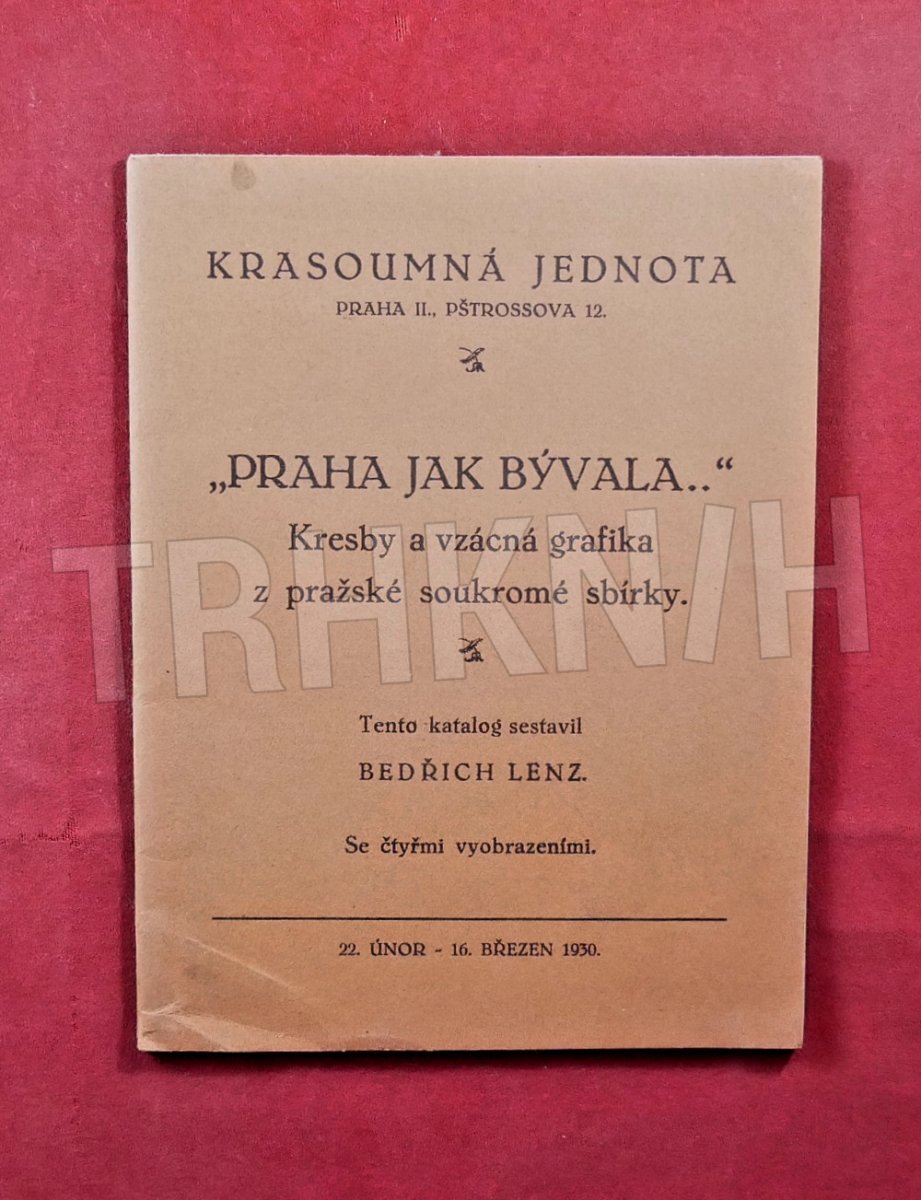 KRASOUMNÁ JEDNOTA
PRAHA II., PŠTROSSOVA 12.
„PRAHA JAK BÝVALA..“
Kresby a vzácná grafika
z pražské soukromé sbírky.
TRHKN/H
Tento katalog sestavil
BEDŘICH LENZ.
Se čtyřmi vyobrazeními.
22. ÚNOR - 16. BŘEZEN 1930.